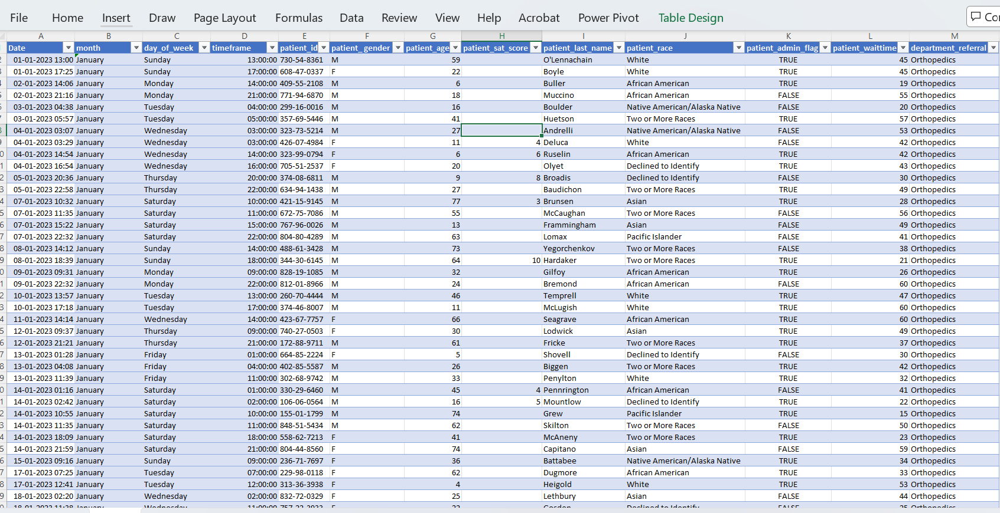 File Home Insert Draw Page Layout Formulas Data Review View Help Acrobat Power Pivot Table Design
A B C D E F G H I J K L M
Date month day_of_week timeframe patient_id patient_ gender patient_age patient_sat_score patient_last_name patient_race patient_admin_flag patient_waittime department_referral
01-01-2023 13:00 January Sunday 13:00:00 730-54-8361 M 59 O'Lennachain White TRUE 45 Orthopedics
01-01-2023 17:25 January Sunday 17:00:00 608-47-0337 F 22 Boyle White TRUE 45 Orthopedics
02-01-2023 14:06 January Monday 14:00:00 409-55-2108 M 6 Buller African American TRUE 19 Orthopedics
02-01-2023 21:16 January Monday 21:00:00 771-94-6870 M 18 Muccino African American FALSE 55 Orthopedics
03-01-2023 04:38 January Tuesday 04:00:00 299-16-0016 M 16 Boulder Native American/Alaska Native FALSE 20 Orthopedics
03-01-2023 05:57 January Tuesday 05:00:00 357-69-5446 M 41 Huetson Two or More Races TRUE 57 Orthopedics
04-01-2023 03:07 January Wednesday 03:00:00 323-73-5214 M 27 Andrelli Native American/Alaska Native FALSE 53 Orthopedics
04-01-2023 03:29 January Wednesday 03:00:00 426-07-4984 F 11 4 Deluca White FALSE 42 Orthopedics
04-01-2023 14:54 January Wednesday 14:00:00 323-99-0794 F 6 6 Ruselin African American TRUE 42 Orthopedics
04-01-2023 16:54 January Wednesday 16:00:00 705-51-2537 F 20 Olyet Declined to Identify TRUE 43 Orthopedics
05-01-2023 20:36 January Thursday 20:00:00 374-08-6811 M 9 8 Broadis Declined to Identify FALSE 30 Orthopedics
05-01-2023 22:58 January Thursday 22:00:00 634-94-1438 M 27 Baudichon Two or More Races TRUE 49 Orthopedics
07-01-2023 10:32 January Saturday 10:00:00 421-15-9145 M 77 3 Brunsen Asian TRUE 28 Orthopedics
07-01-2023 11:35 January Saturday 11:00:00 672-75-7086 M 55 McCaughan Two or More Races FALSE 56 Orthopedics
07-01-2023 15:22 January Saturday 15:00:00 767-96-0026 M 13 Frammingham Asian FALSE 49 Orthopedics
07-01-2023 22:32 January Saturday 22:00:00 804-80-4289 M 63 Lomax Pacific Islander FALSE 41 Orthopedics
08-01-2023 14:12 January Sunday 14:00:00 488-61-3428 M 73 Yegorchenkov Two or More Races FALSE 38 Orthopedics
08-01-2023 18:39 January Sunday 18:00:00 344-30-6145 M 64 10 Hardaker Two or More Races TRUE 21 Orthopedics
09-01-2023 09:31 January Monday 09:00:00 828-19-1085 M 32 Gilfoy African American TRUE 26 Orthopedics
09-01-2023 22:32 January Monday 22:00:00 812-01-8966 M 24 Bremond African American FALSE 60 Orthopedics
10-01-2023 13:57 January Tuesday 13:00:00 260-70-4444 M 46 Temprell White TRUE 47 Orthopedics
10-01-2023 17:18 January Tuesday 17:00:00 374-46-8007 M 11 McLugish White TRUE 60 Orthopedics
11-01-2023 14:14 January Wednesday 14:00:00 423-67-7757 F 66 Seagrave African American TRUE 60 Orthopedics
12-01-2023 09:37 January Thursday 09:00:00 740-27-0503 F 30 Lodwick Asian TRUE 49 Orthopedics
12-01-2023 21:21 January Thursday 21:00:00 172-88-9711 M 61 Fricke Two or More Races TRUE 37 Orthopedics
13-01-2023 01:28 January Friday 01:00:00 664-85-2224 F 5 Shovell Declined to Identify FALSE 30 Orthopedics
13-01-2023 04:08 January Friday 04:00:00 402-85-5587 M 26 Biggen Two or More Races TRUE 42 Orthopedics
13-01-2023 11:39 January Friday 11:00:00 302-68-9742 M 33 Penylton White TRUE 32 Orthopedics
14-01-2023 01:16 January Saturday 01:00:00 330-29-6460 M 45 4 Pennrington African American FALSE 41 Orthopedics
14-01-2023 02:42 January Saturday 02:00:00 106-06-0564 M 16 5 Mountlow Declined to Identify TRUE 22 Orthopedics
14-01-2023 10:55 January Saturday 10:00:00 155-01-1799 M 74 Grew Pacific Islander TRUE 15 Orthopedics
14-01-2023 11:35 January Saturday 11:00:00 848-51-5434 M 62 Skilton Two or More Races FALSE 50 Orthopedics
14-01-2023 18:09 January Saturday 18:00:00 558-62-7213 F 41 McAneny Two or More Races TRUE 23 Orthopedics
14-01-2023 21:59 January Saturday 21:00:00 804-44-8560 F 74 Capitano Asian FALSE 59 Orthopedics
15-01-2023 09:16 January Sunday 09:00:00 236-71-7697 F 36 Battabee Native American/Alaska Native TRUE 34 Orthopedics
17-01-2023 07:25 January Tuesday 07:00:00 229-98-0118 F 62 Dugmore African American TRUE 33 Orthopedics
17-01-2023 12:41 January Tuesday 12:00:00 313-36-3938 F 4 Heigold White TRUE 53 Orthopedics
18-01-2023 02:20 January Wednesday 02:00:00 832-72-0329 F 25 Lethbury Asian FALSE 44 Orthopedics